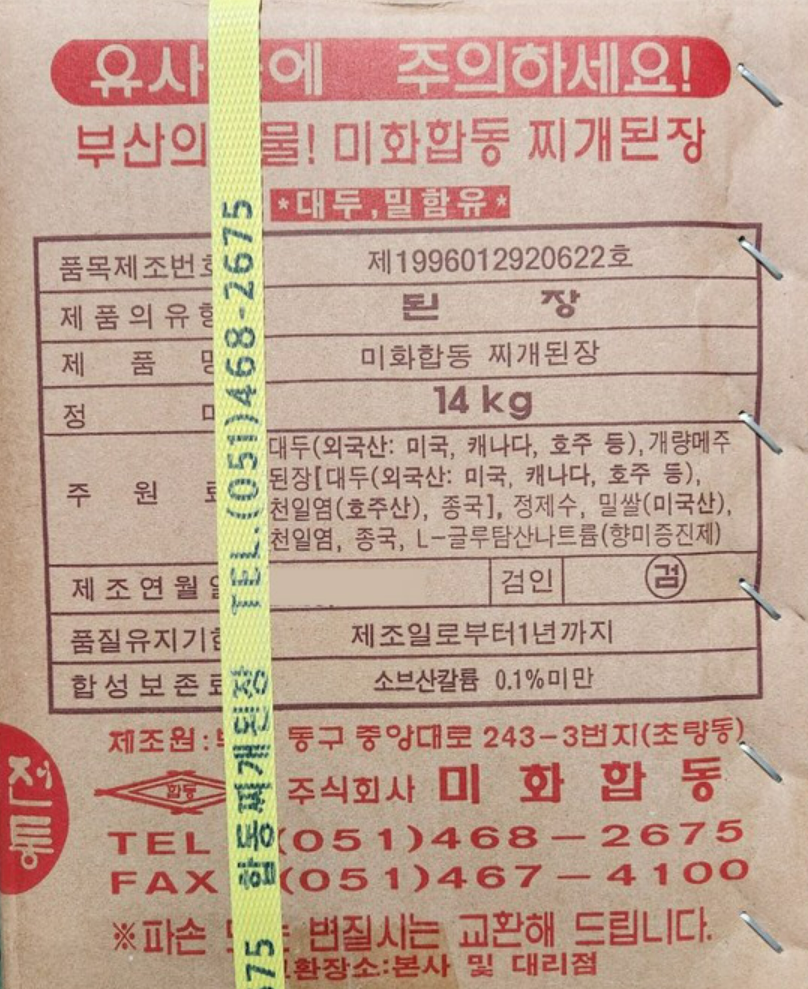 유사 에 주의하세요!
부산의 물! 미화합동 찌개된장
*대두,밀함유*
품목제조번호 제1996012920622호
제품의유형 된 장
제 품 명 미화합동 찌개된장
정 14 kg
대두(외국산: 미국, 캐나다, 호주 등), 개량메주
된장[대두(외국산: 미국, 캐나다, 호주 등),
주 원 료 천일염(호주산), 종국], 정제수, 밀쌀(미국산),
천일염, 종국, L-글루탐산나트륨(향미증진제)
제조연월일 검인 검
품질유지기한 제조일로부터1년까지
합성보존료 소브산칼륨 0.1%미만
제조원: 동구 중앙대로 243-3번지(초량동)
합동 주식회사 미화합동
TEL (051)468-2675
FAX (051)467-4100
※파손 또는 변질시는 교환해 드립니다.
교환장소:본사 및 대리점
전통
합동찌개된장 TEL.(051)468-2675
75